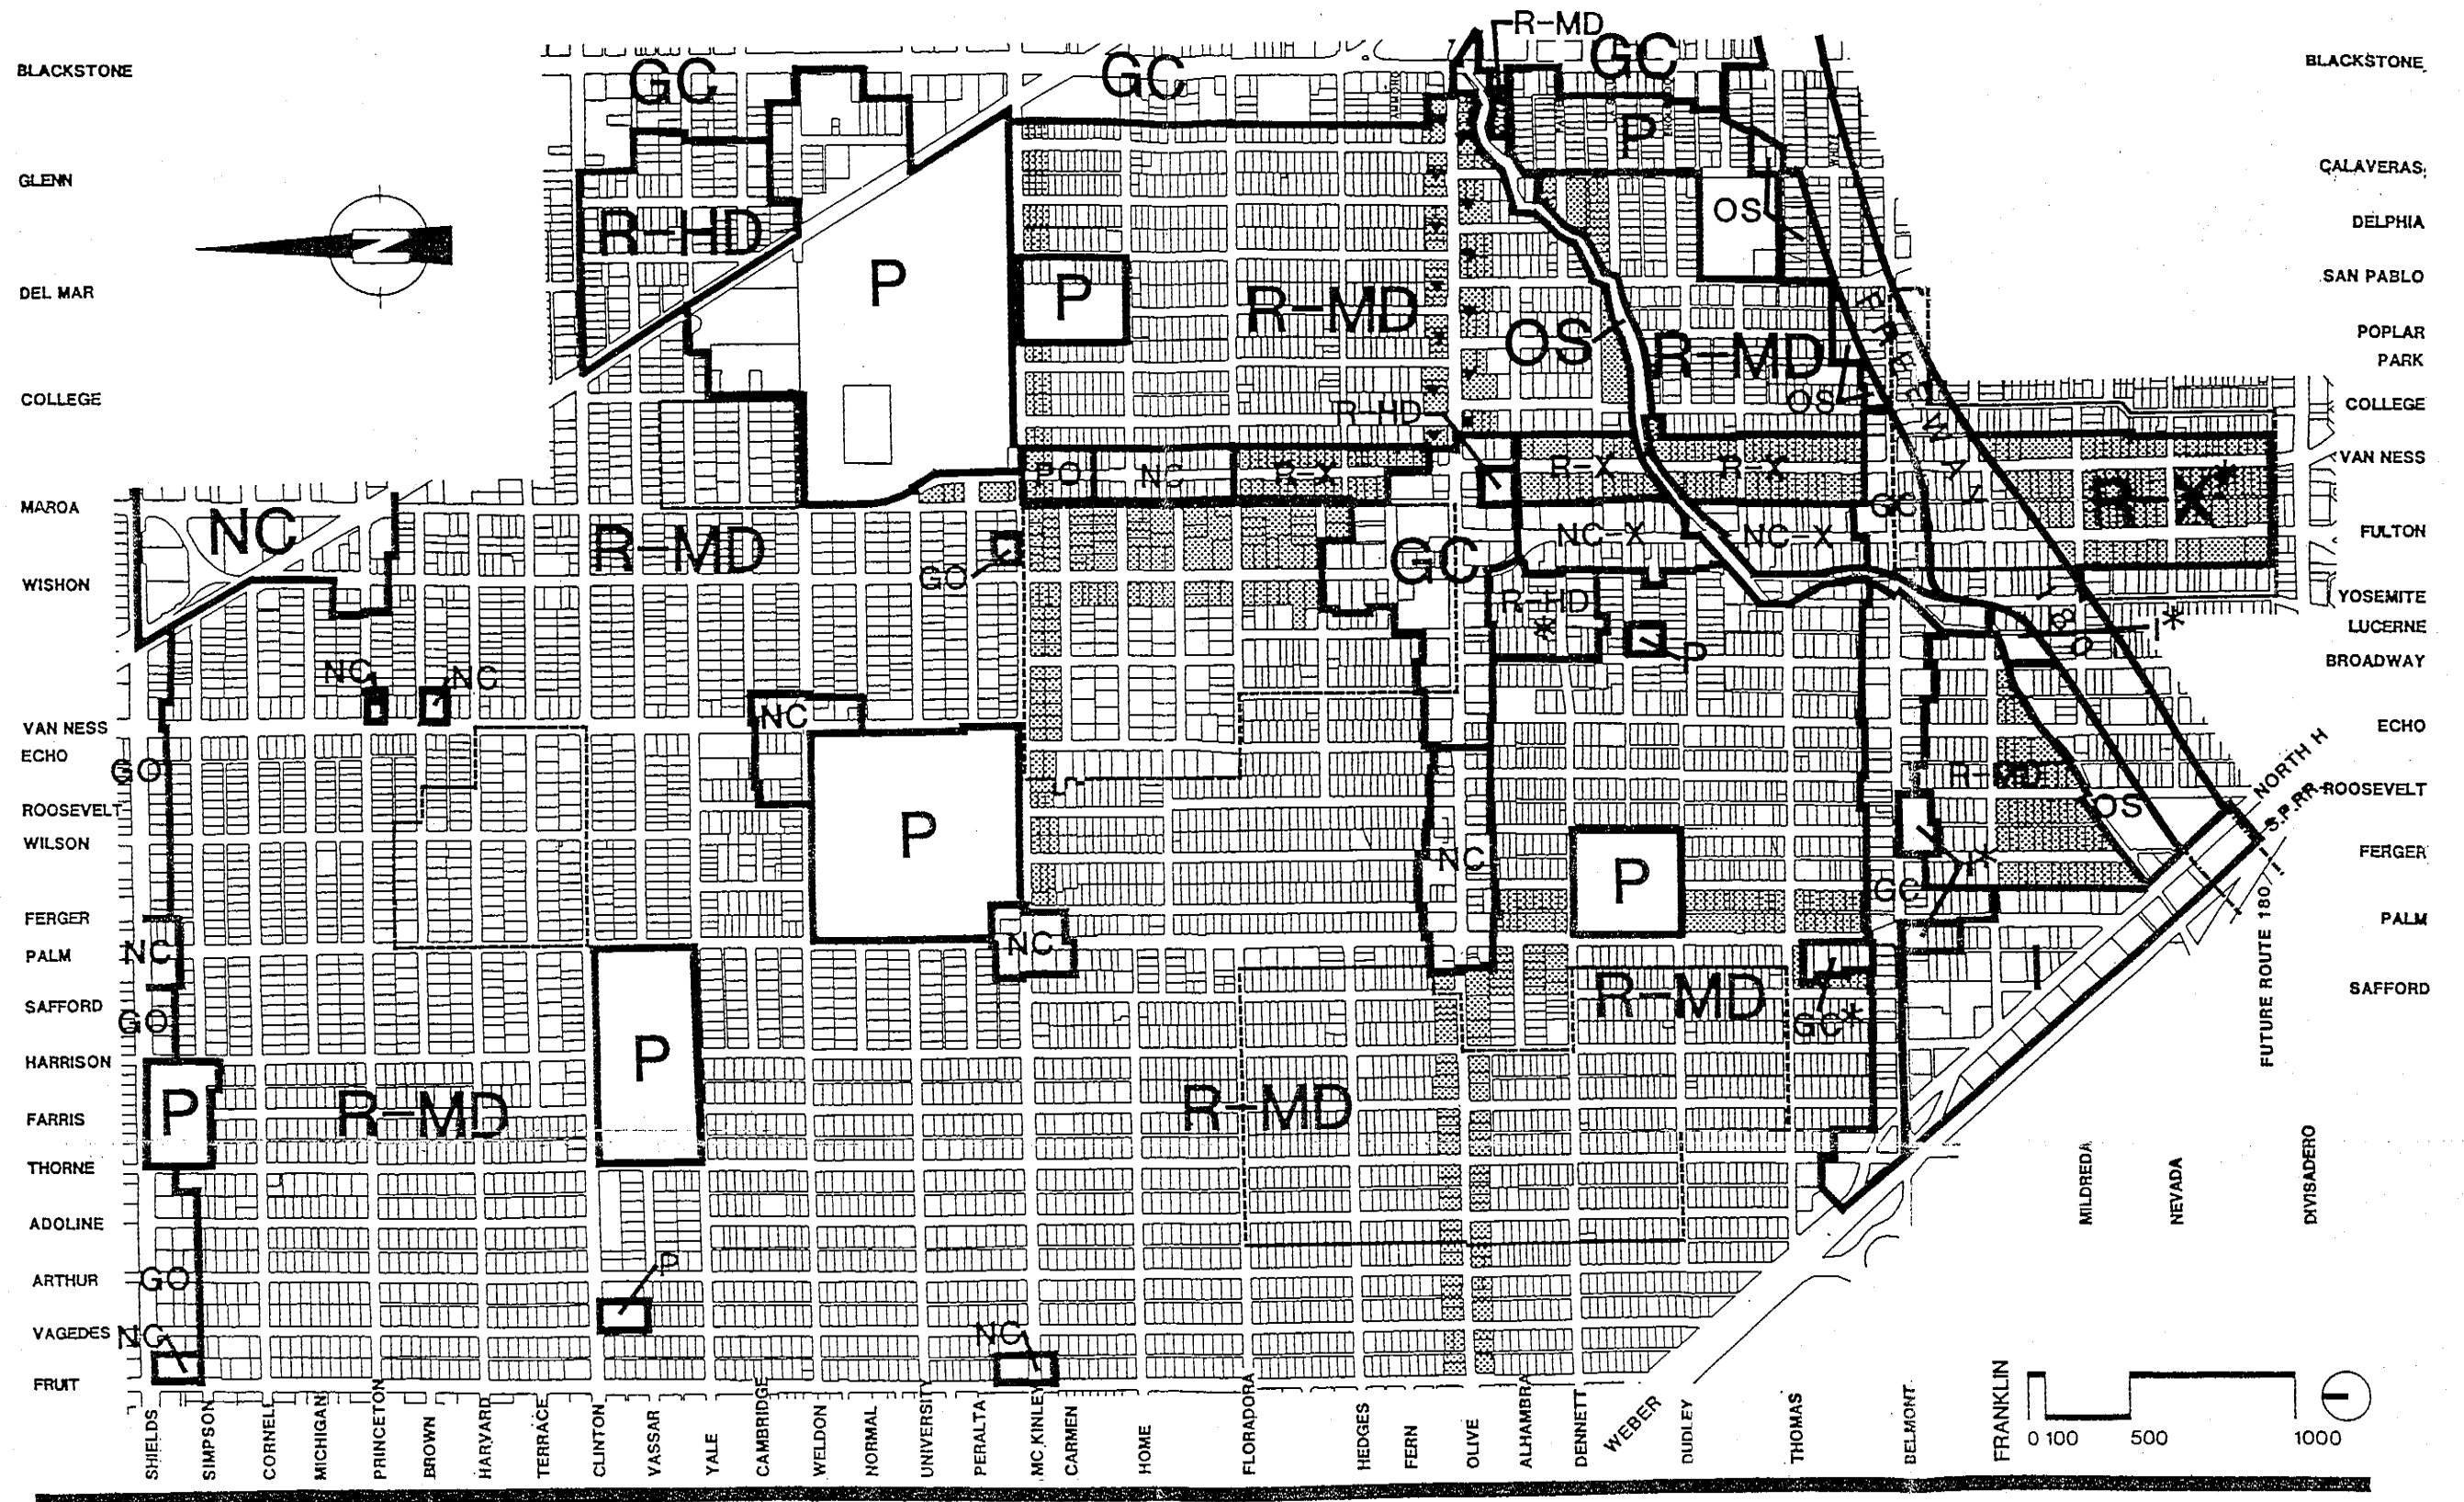 R-MD
GC
GC
GC
BLACKSTONE
BLACKSTONE
P
GLENN
CALAVERAS
R-HD
OS
DELPHIA
P
P
R-MD
SAN PABLO
N
DEL MAR
OS
R-MD
POPLAR
PARK
FREEWAY
180
COLLEGE
R-HD
OS
COLLEGE
PO
NC
R-X
R-X
R-X
VAN NESS
R-X*
MAROA
NC
R-MD
GC
NC-X
NC-X
GC
FULTON
GO
WISHON
R-HD
*
YOSEMITE
I*
LUCERNE
P
BROADWAY
NC
NC
NC
VAN NESS
ECHO
ECHO
GO
R-MD
NORTH H
S.P.RR
ROOSEVELT
ROOSEVELT
OS
P
WILSON
NC
P
I*
FERGER
GC
FERGER
PALM
NC
NC
PALM
I
R-MD
SAFFORD
SAFFORD
GO
GC*
FUTURE ROUTE 180
HARRISON
P
P
R-MD
R-MD
FARRIS
THORNE
MILDREDA
NEVADA
DIVISADERO
ADOLINE
ARTHUR
GO
P
VAGEDES
NC
NC
FRUIT
SHIELDS
SIMPSON
CORNELL
MICHIGAN
PRINCETON
BROWN
HARVARD
TERRACE
CLINTON
VASSAR
YALE
CAMBRIDGE
WELDON
NORMAL
UNIVERSITY
PERALTA
MC KINLEY
CARMEN
HOME
FLORADORA
HEDGES
FERN
OLIVE
ALHAMBRA
DENNETT
WEBER
DUDLEY
THOMAS
BELMONT
FRANKLIN
0 100 500 1000